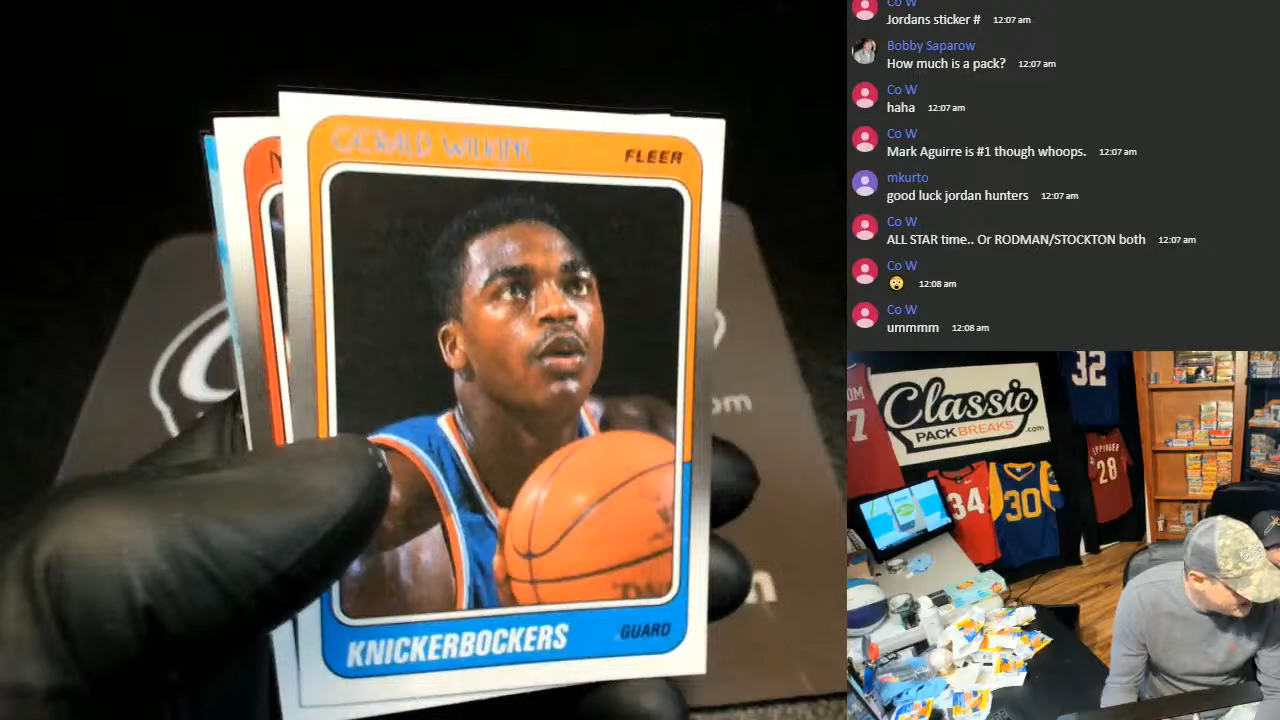 GERALD WILKINS
FLEER
KNICKERBOCKERS
GUARD
Co W
Jordans sticker # 12:07 am
Bobby Saparow
How much is a pack? 12:07 am
Co W
haha 12:07 am
Co W
Mark Aguirre is #1 though whoops. 12:07 am
mkurto
good luck jordan hunters 12:07 am
Co W
ALL STAR time.. Or RODMAN/STOCKTON both 12:07 am
Co W
😲 12:08 am
Co W
ummmm 12:08 am
Classic
PACKBREAKS.com
32
7
34
30
EPPINGER
28